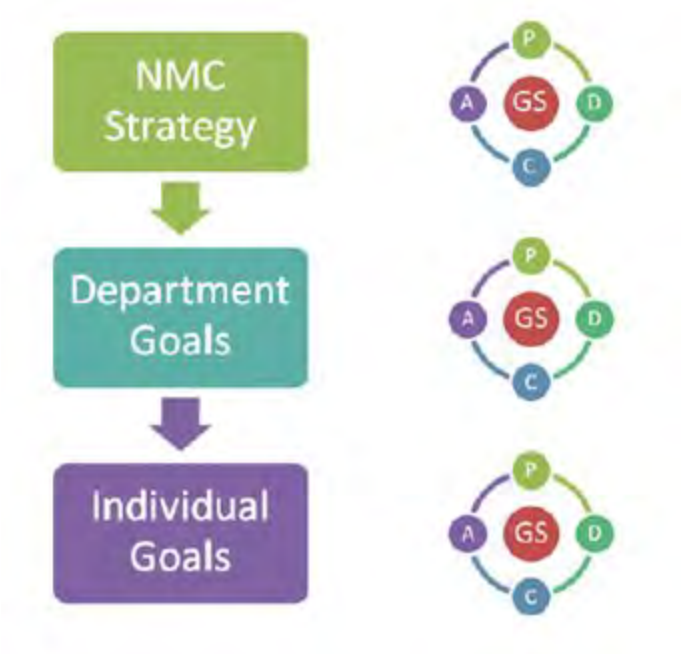 NMC
Strategy
P
A
GS
D
C
Department
Goals
P
A
GS
D
C
Individual
Goals
P
A
GS
D
C